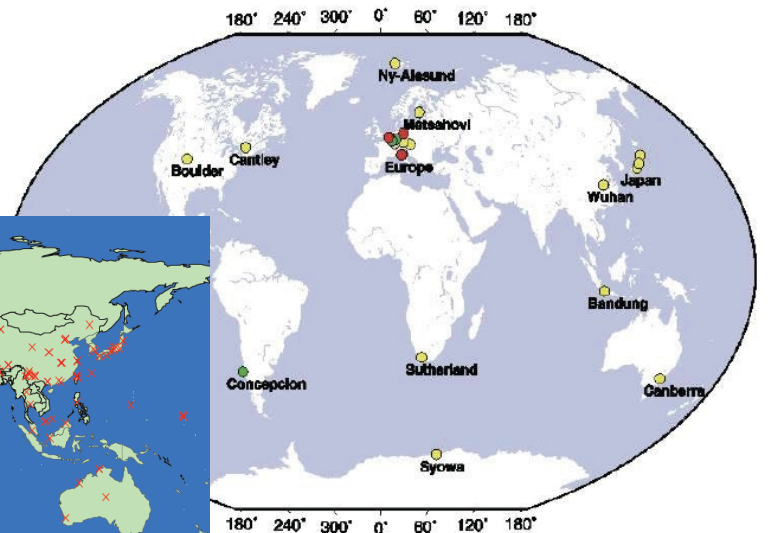 180° 240° 300° 0° 60° 120° 180°
Ny-Alesund
Metsahovi
Boulder
Cantley
Europe
Japan
Wuhan
Bandung
Sutherland
Concepcion
Canberra
Syowa
180° 240° 300° 0° 60° 120° 180°